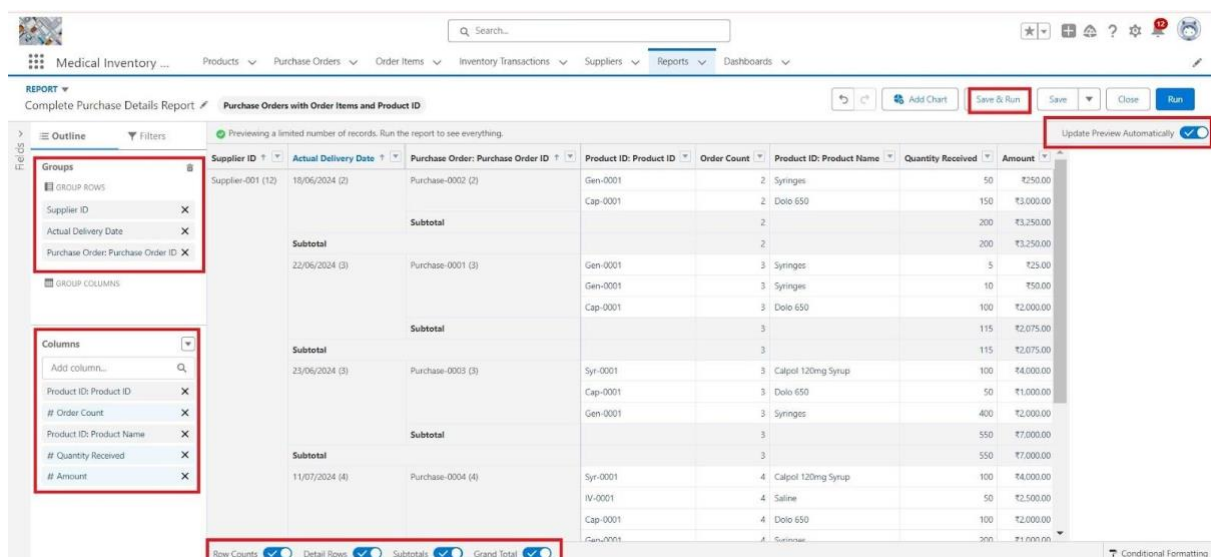 Search...
12
Medical Inventory ...
Products
Purchase Orders
Order Items
Inventory Transactions
Suppliers
Reports
Dashboards
REPORT
Complete Purchase Details Report
Purchase Orders with Order Items and Product ID
Add Chart
Save & Run
Save
Close
Run
Fields
Outline
Filters
Previewing a limited number of records. Run the report to see everything.
Update Preview Automatically
Groups
GROUP ROWS
Supplier ID
Actual Delivery Date
Purchase Order: Purchase Order ID
GROUP COLUMNS
Columns
Add column...
Product ID: Product ID
# Order Count
Product ID: Product Name
# Quantity Received
# Amount
Supplier ID Actual Delivery Date Purchase Order: Purchase Order ID Product ID: Product ID Order Count Product ID: Product Name Quantity Received Amount
Supplier-001 (12) 18/06/2024 (2) Purchase-0002 (2) Gen-0001 2 Syringes 50 ₹250.00
Cap-0001 2 Dolo 650 150 ₹3,000.00
Subtotal 2 200 ₹3,250.00
Subtotal 2 200 ₹3,250.00
22/06/2024 (3) Purchase-0001 (3) Gen-0001 3 Syringes 5 ₹25.00
Gen-0001 3 Syringes 10 ₹50.00
Cap-0001 3 Dolo 650 100 ₹2,000.00
Subtotal 3 115 ₹2,075.00
Subtotal 3 115 ₹2,075.00
23/06/2024 (3) Purchase-0003 (3) Syr-0001 3 Calpol 120mg Syrup 100 ₹4,000.00
Cap-0001 3 Dolo 650 50 ₹1,000.00
Gen-0001 3 Syringes 400 ₹2,000.00
Subtotal 3 550 ₹7,000.00
Subtotal 3 550 ₹7,000.00
11/07/2024 (4) Purchase-0004 (4) Syr-0001 4 Calpol 120mg Syrup 100 ₹4,000.00
IV-0001 4 Saline 50 ₹2,500.00
Cap-0001 4 Dolo 650 100 ₹2,000.00
Gen-0001 4 Syringes 200 ₹1,000.00
Row Counts
Detail Rows
Subtotals
Grand Total
Conditional Formatting